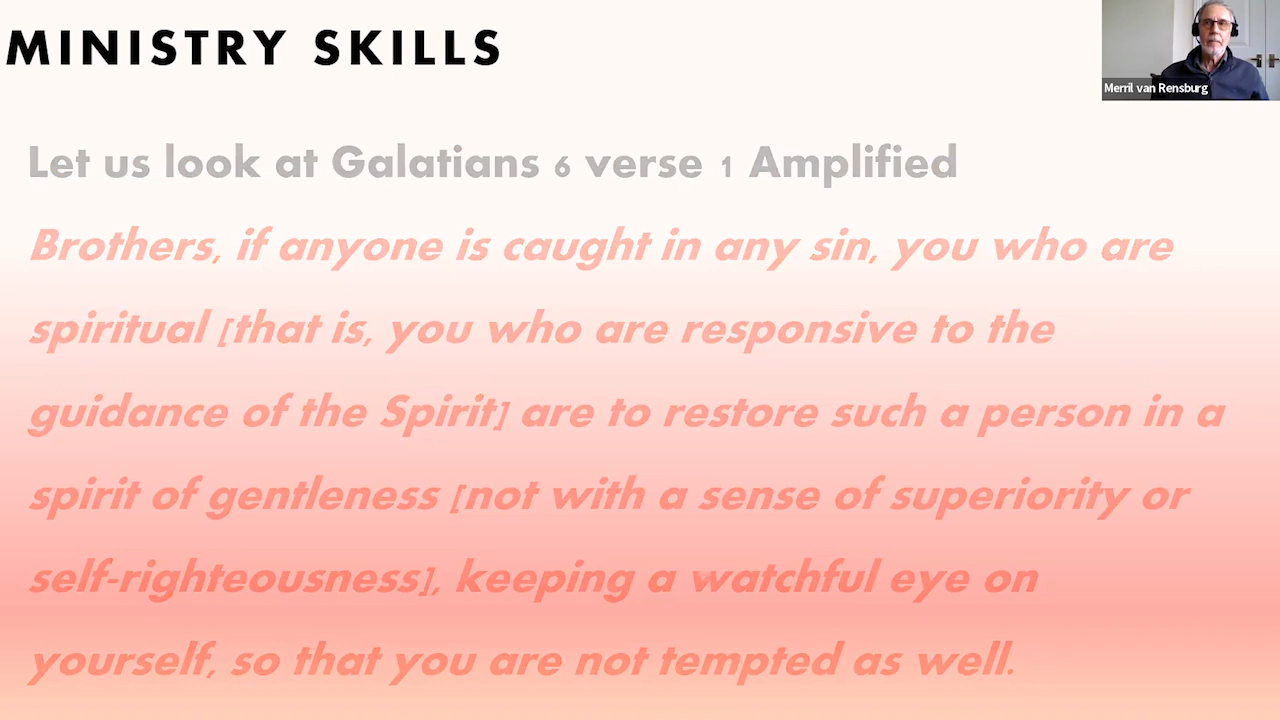 MINISTRY SKILLS
Merril van Rensburg
Let us look at Galatians 6 verse 1 Amplified
Brothers, if anyone is caught in any sin, you who are
spiritual [that is, you who are responsive to the
guidance of the Spirit] are to restore such a person in a
spirit of gentleness [not with a sense of superiority or
self-righteousness], keeping a watchful eye on
yourself, so that you are not tempted as well.